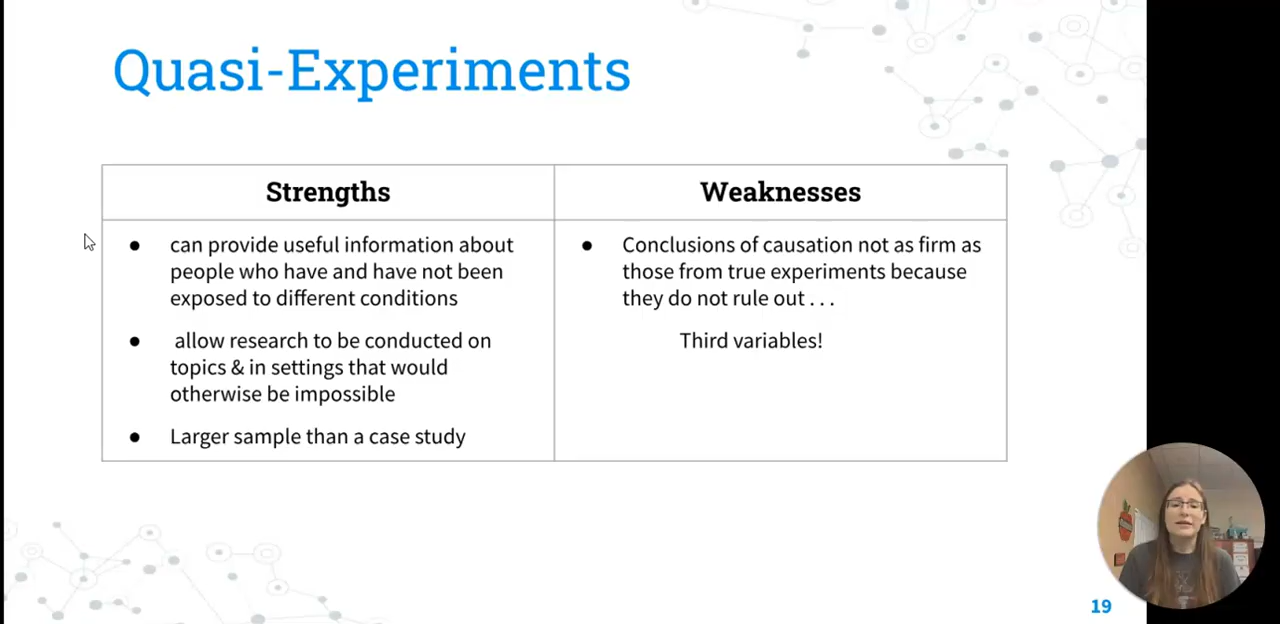 Quasi-Experiments
Strengths
Weaknesses
● can provide useful information about
people who have and have not been
exposed to different conditions
● allow research to be conducted on
topics & in settings that would
otherwise be impossible
● Larger sample than a case study
● Conclusions of causation not as firm as
those from true experiments because
they do not rule out . . .
Third variables!
19